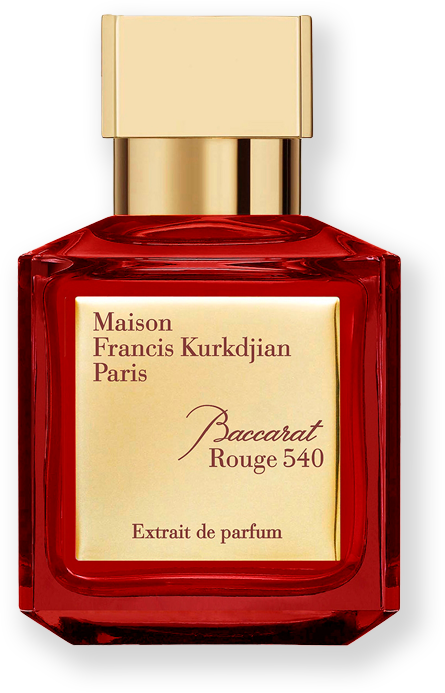 Maison
Francis Kurkdjian
Paris
Baccarat
Rouge 540
Extrait de parfum